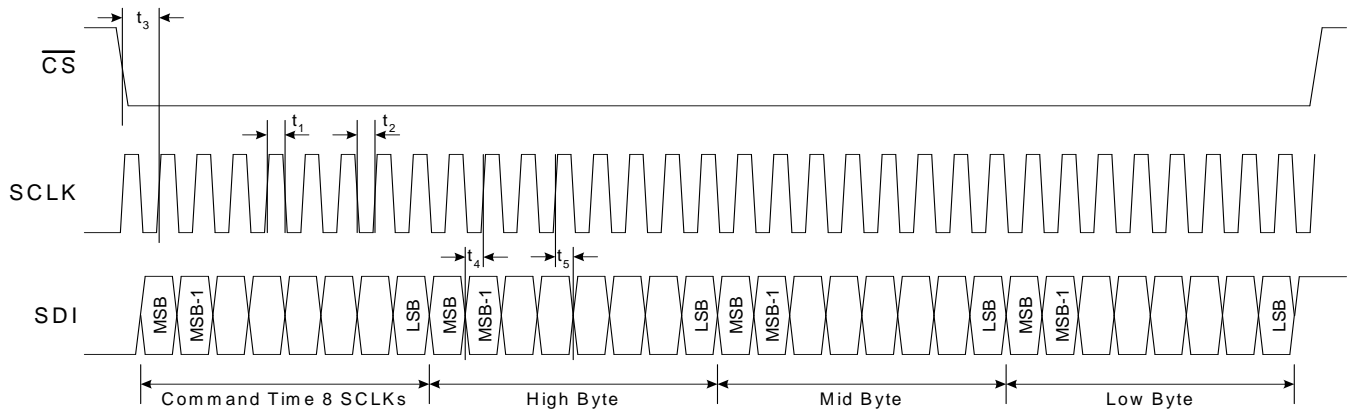 t3
CS
t1
t2
SCLK
t4
t5
SDI
MSB
MSB-1
LSB
MSB
MSB-1
LSB
MSB
MSB-1
LSB
MSB
MSB-1
LSB
Command Time 8 SCLKs
High Byte
Mid Byte
Low Byte